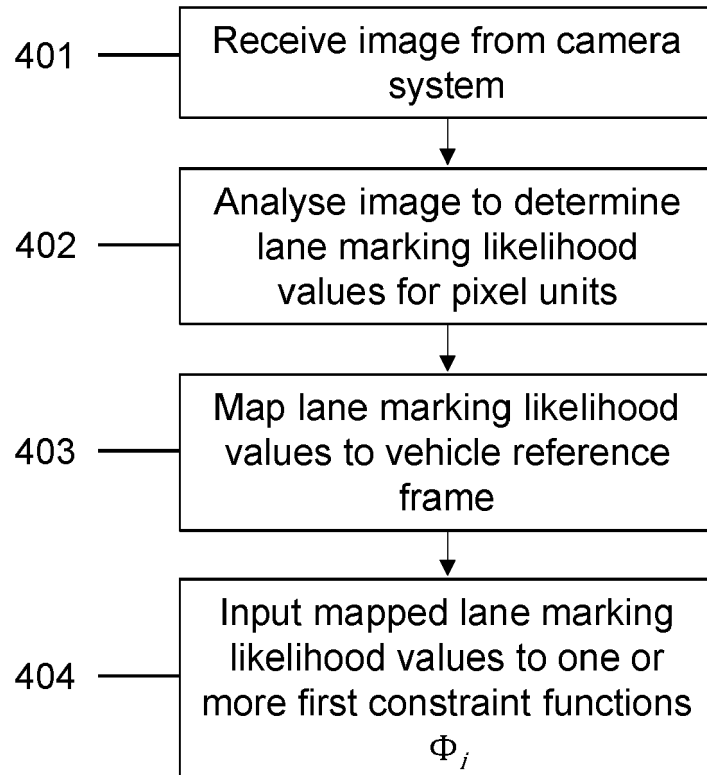 401
Receive image from camera
system
402
Analyse image to determine
lane marking likelihood
values for pixel units
403
Map lane marking likelihood
values to vehicle reference
frame
404
Input mapped lane marking
likelihood values to one or
more first constraint functions
Φᵢ